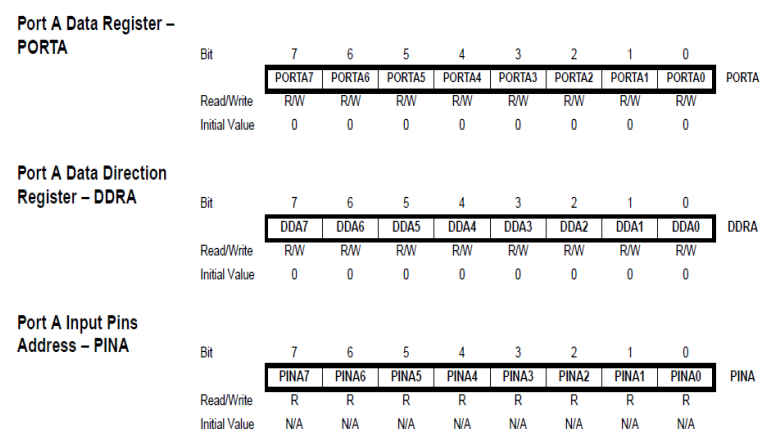 Port A Data Register –
PORTA
Bit 7 6 5 4 3 2 1 0
PORTA7 PORTA6 PORTA5 PORTA4 PORTA3 PORTA2 PORTA1 PORTA0 PORTA
Read/Write R/W R/W R/W R/W R/W R/W R/W R/W
Initial Value 0 0 0 0 0 0 0 0
Port A Data Direction
Register – DDRA
Bit 7 6 5 4 3 2 1 0
DDA7 DDA6 DDA5 DDA4 DDA3 DDA2 DDA1 DDA0 DDRA
Read/Write R/W R/W R/W R/W R/W R/W R/W R/W
Initial Value 0 0 0 0 0 0 0 0
Port A Input Pins
Address – PINA
Bit 7 6 5 4 3 2 1 0
PINA7 PINA6 PINA5 PINA4 PINA3 PINA2 PINA1 PINA0 PINA
Read/Write R R R R R R R R
Initial Value N/A N/A N/A N/A N/A N/A N/A N/A